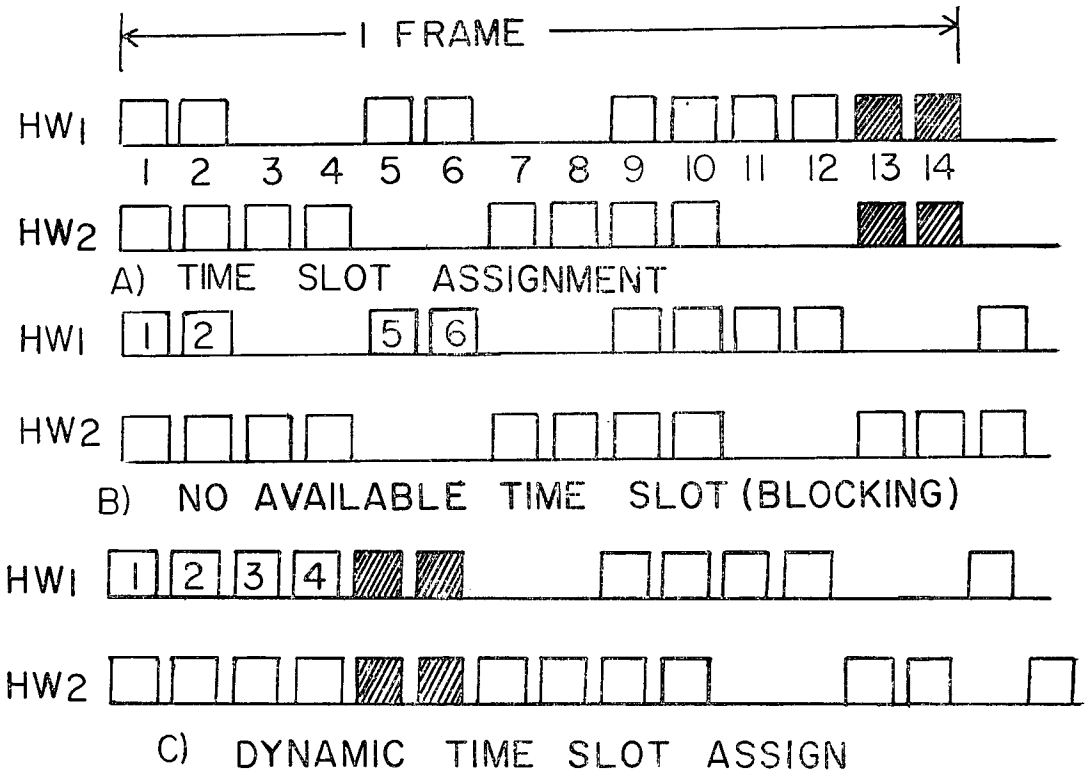 1 FRAME
HW1
1 2 3 4 5 6 7 8 9 10 11 12 13 14
HW2
A) TIME SLOT ASSIGNMENT
HW1 1 2 5 6
HW2
B) NO AVAILABLE TIME SLOT (BLOCKING)
HW1 1 2 3 4
HW2
C) DYNAMIC TIME SLOT ASSIGN